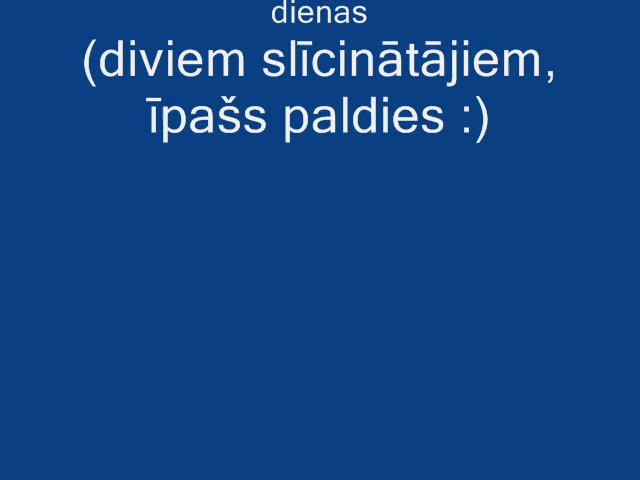 dienas
(diviem slīcinātājiem,
īpašs paldies :)